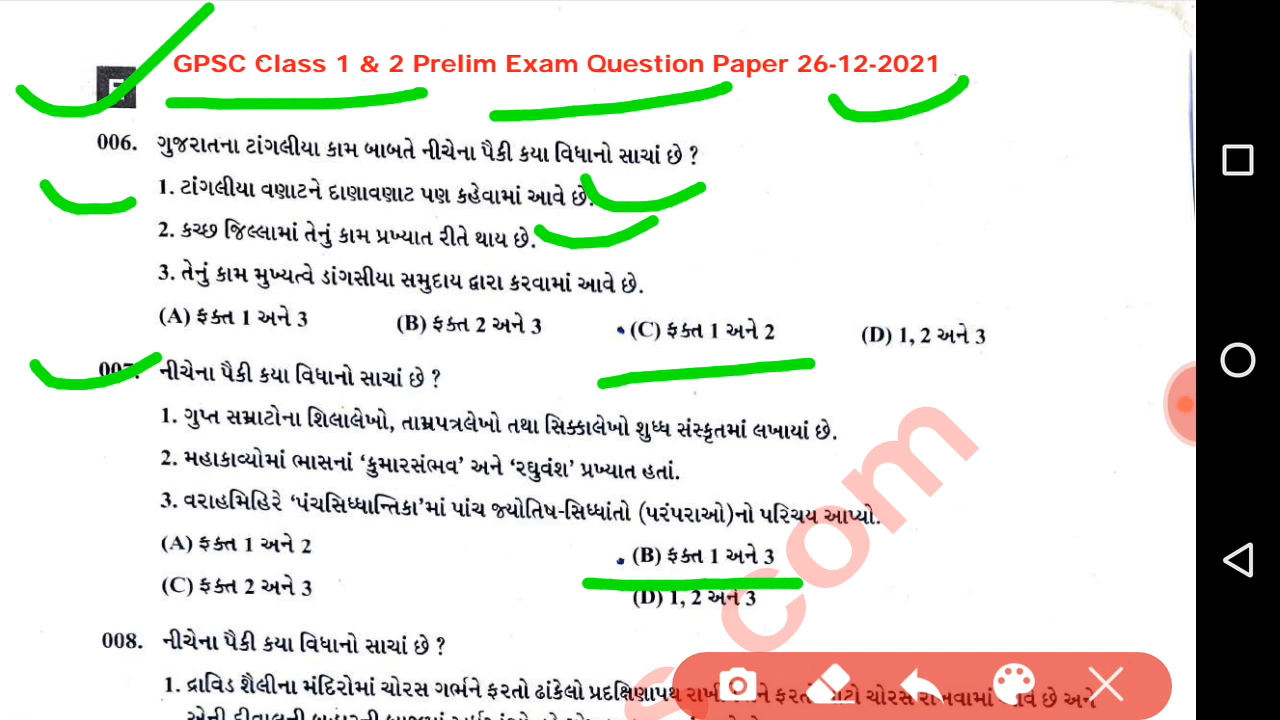 GPSC Class 1 & 2 Prelim Exam Question Paper 26-12-2021
006. ગુજરાતના ટાંગલીયા કામ બાબતે નીચેના પૈકી કયા વિધાનો સાચાં છે ?
1. ટાંગલીયા વણાટને દાણાવણાટ પણ કહેવામાં આવે છે.
2. કચ્છ જિલ્લામાં તેનું કામ પ્રખ્યાત રીતે થાય છે.
3. તેનું કામ મુખ્યત્વે ડાંગસીયા સમુદાય દ્વારા કરવામાં આવે છે.
(A) ફક્ત 1 અને 3 (B) ફક્ત 2 અને 3 (C) ફક્ત 1 અને 2 (D) 1, 2 અને 3
007. નીચેના પૈકી કયા વિધાનો સાચાં છે ?
1. ગુપ્ત સમ્રાટોના શિલાલેખો, તામ્રપત્રલેખો તથા સિક્કાલેખો શુધ્ધ સંસ્કૃતમાં લખાયાં છે.
2. મહાકાવ્યોમાં ભાસનાં ‘કુમારસંભવ’ અને ‘રઘુવંશ’ પ્રખ્યાત હતાં.
3. વરાહમિહિરે ‘પંચસિધ્ધાન્તિકા’માં પાંચ જ્યોતિષ-સિધ્ધાંતો (પરંપરાઓ)નો પરિચય આપ્યો.
(A) ફક્ત 1 અને 2 (B) ફક્ત 1 અને 3
(C) ફક્ત 2 અને 3 (D) 1, 2 અને 3
008. નીચેના પૈકી કયા વિધાનો સાચાં છે ?
1. દ્રાવિડ શૈલીના મંદિરોમાં ચોરસ ગર્ભને ફરતો ઢાંકેલો પ્રદક્ષિણાપથ ચોરસ છે અને
com